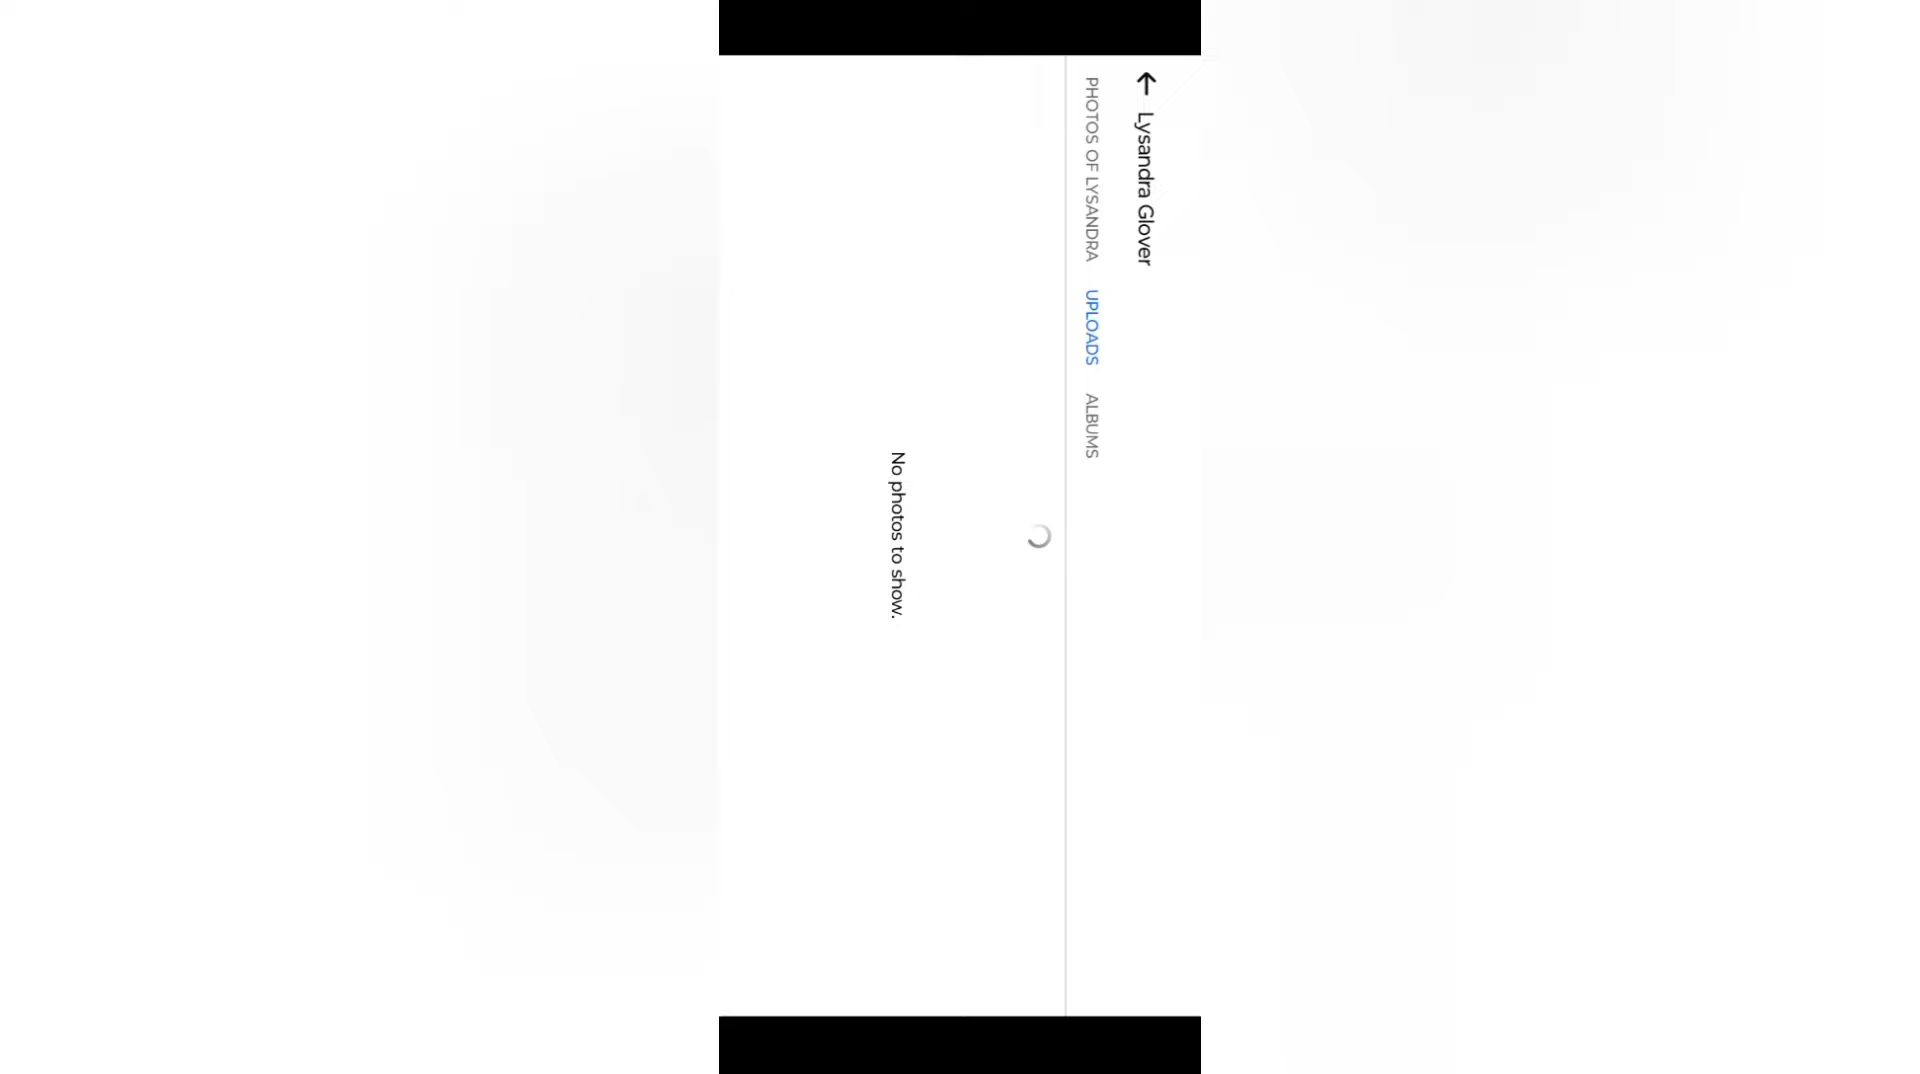 Lysandra Glover
PHOTOS OF LYSANDRA UPLOADS ALBUMS
No photos to show.